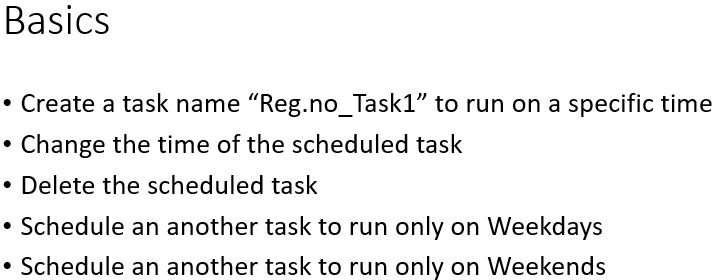 Basics
• Create a task name “Reg.no_Task1” to run on a specific time
• Change the time of the scheduled task
• Delete the scheduled task
• Schedule an another task to run only on Weekdays
• Schedule an another task to run only on Weekends